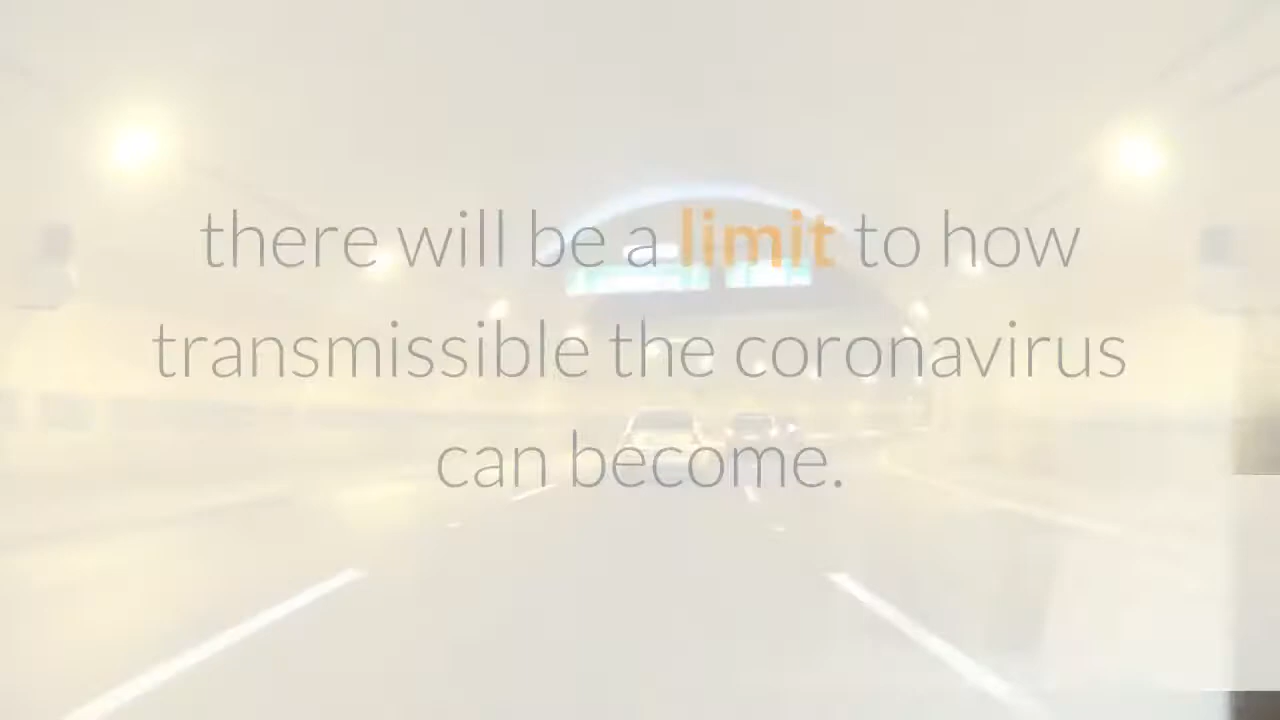 there will be a limit to how
transmissible the coronavirus
can become.